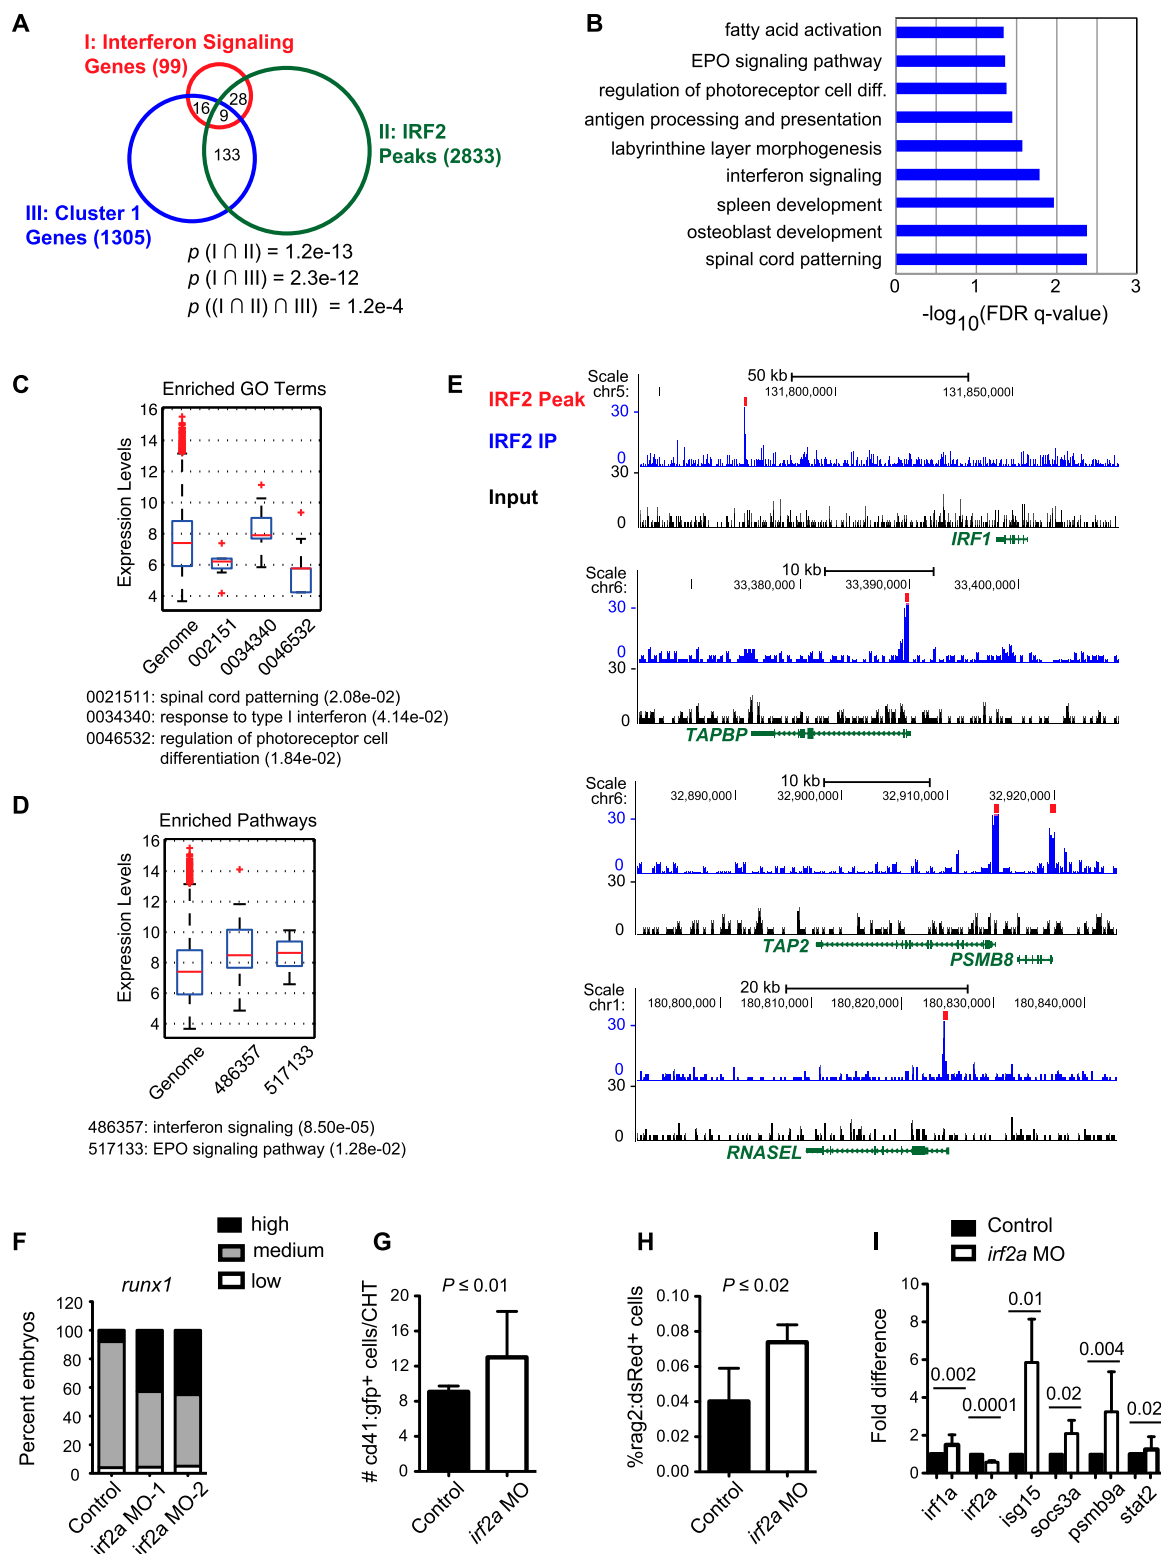 A
I: Interferon Signaling
Genes (99)
16
28
9
133
II: IRF2
Peaks (2833)
III: Cluster 1
Genes (1305)
p (I ∩ II) = 1.2e-13
p (I ∩ III) = 2.3e-12
p ((I ∩ II) ∩ III) = 1.2e-4
B
fatty acid activation
EPO signaling pathway
regulation of photoreceptor cell diff.
antigen processing and presentation
labyrinthine layer morphogenesis
interferon signaling
spleen development
osteoblast development
spinal cord patterning
0 1 2 3
-log10(FDR q-value)
C
Enriched GO Terms
Expression Levels
16
14
12
10
8
6
4
Genome
002151
0034340
0046532
0021511: spinal cord patterning (2.08e-02)
0034340: response to type I interferon (4.14e-02)
0046532: regulation of photoreceptor cell
differentiation (1.84e-02)
D
Enriched Pathways
Expression Levels
16
14
12
10
8
6
4
Genome
486357
517133
486357: interferon signaling (8.50e-05)
517133: EPO signaling pathway (1.28e-02)
E
IRF2 Peak
IRF2 IP
Input
Scale
chr5:
50 kb
131,800,000
131,850,000
30
0
30
0
IRF1
Scale
chr6:
10 kb
33,380,000
33,390,000
33,400,000
30
0
30
0
TAPBP
Scale
chr6:
10 kb
32,890,000
32,900,000
32,910,000
32,920,000
30
0
30
0
TAP2
PSMB8
Scale
chr1:
20 kb
180,800,000
180,810,000
180,820,000
180,830,000
180,840,000
30
0
30
0
RNASEL
F
high
medium
low
runx1
Percent embryos
120
100
80
60
40
20
0
Control
irf2a MO-1
irf2a MO-2
G
P ≤ 0.01
# cd41:gfp+ cells/CHT
20
16
12
8
4
0
Control
irf2a MO
H
P ≤ 0.02
%rag2:dsRed+ cells
0.10
0.08
0.06
0.04
0.02
0.00
Control
irf2a MO
I
Control
irf2a MO
Fold difference
10
8
6
4
2
0
0.002
0.0001
0.01
0.02
0.004
0.02
irf1a
irf2a
isg15
socs3a
psmb9a
stat2